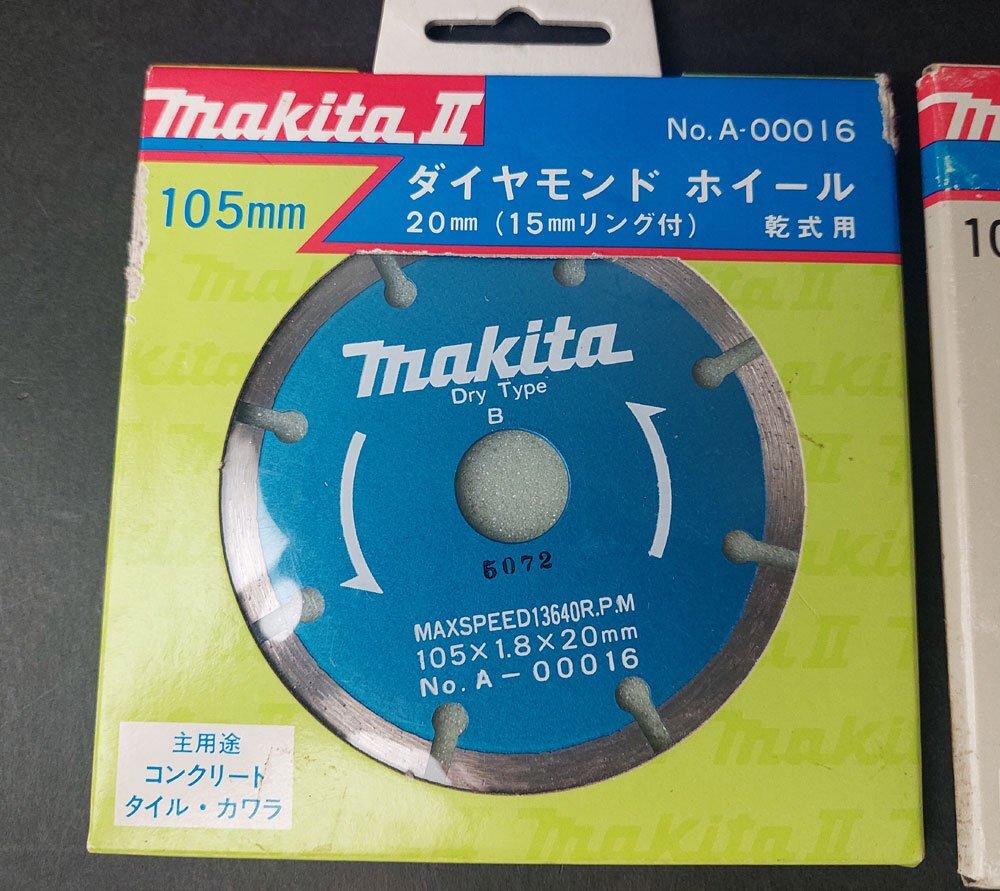 makita II
No. A-00016
ダイヤモンド ホイール
105mm
20mm (15mmリング付) 乾式用
makita
Dry Type
B
5072
MAXSPEED13640R.P.M
105×1.8×20mm
No. A-00016
主用途
コンクリート
タイル・カワラ
makita II